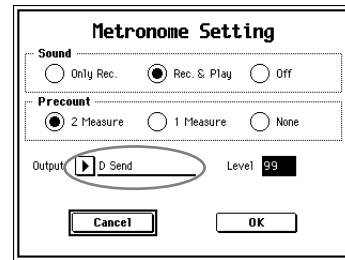 Metronome Setting
Sound
Only Rec. Rec. & Play Off
Precount
2 Measure 1 Measure None
Output D Send Level 99
Cancel OK